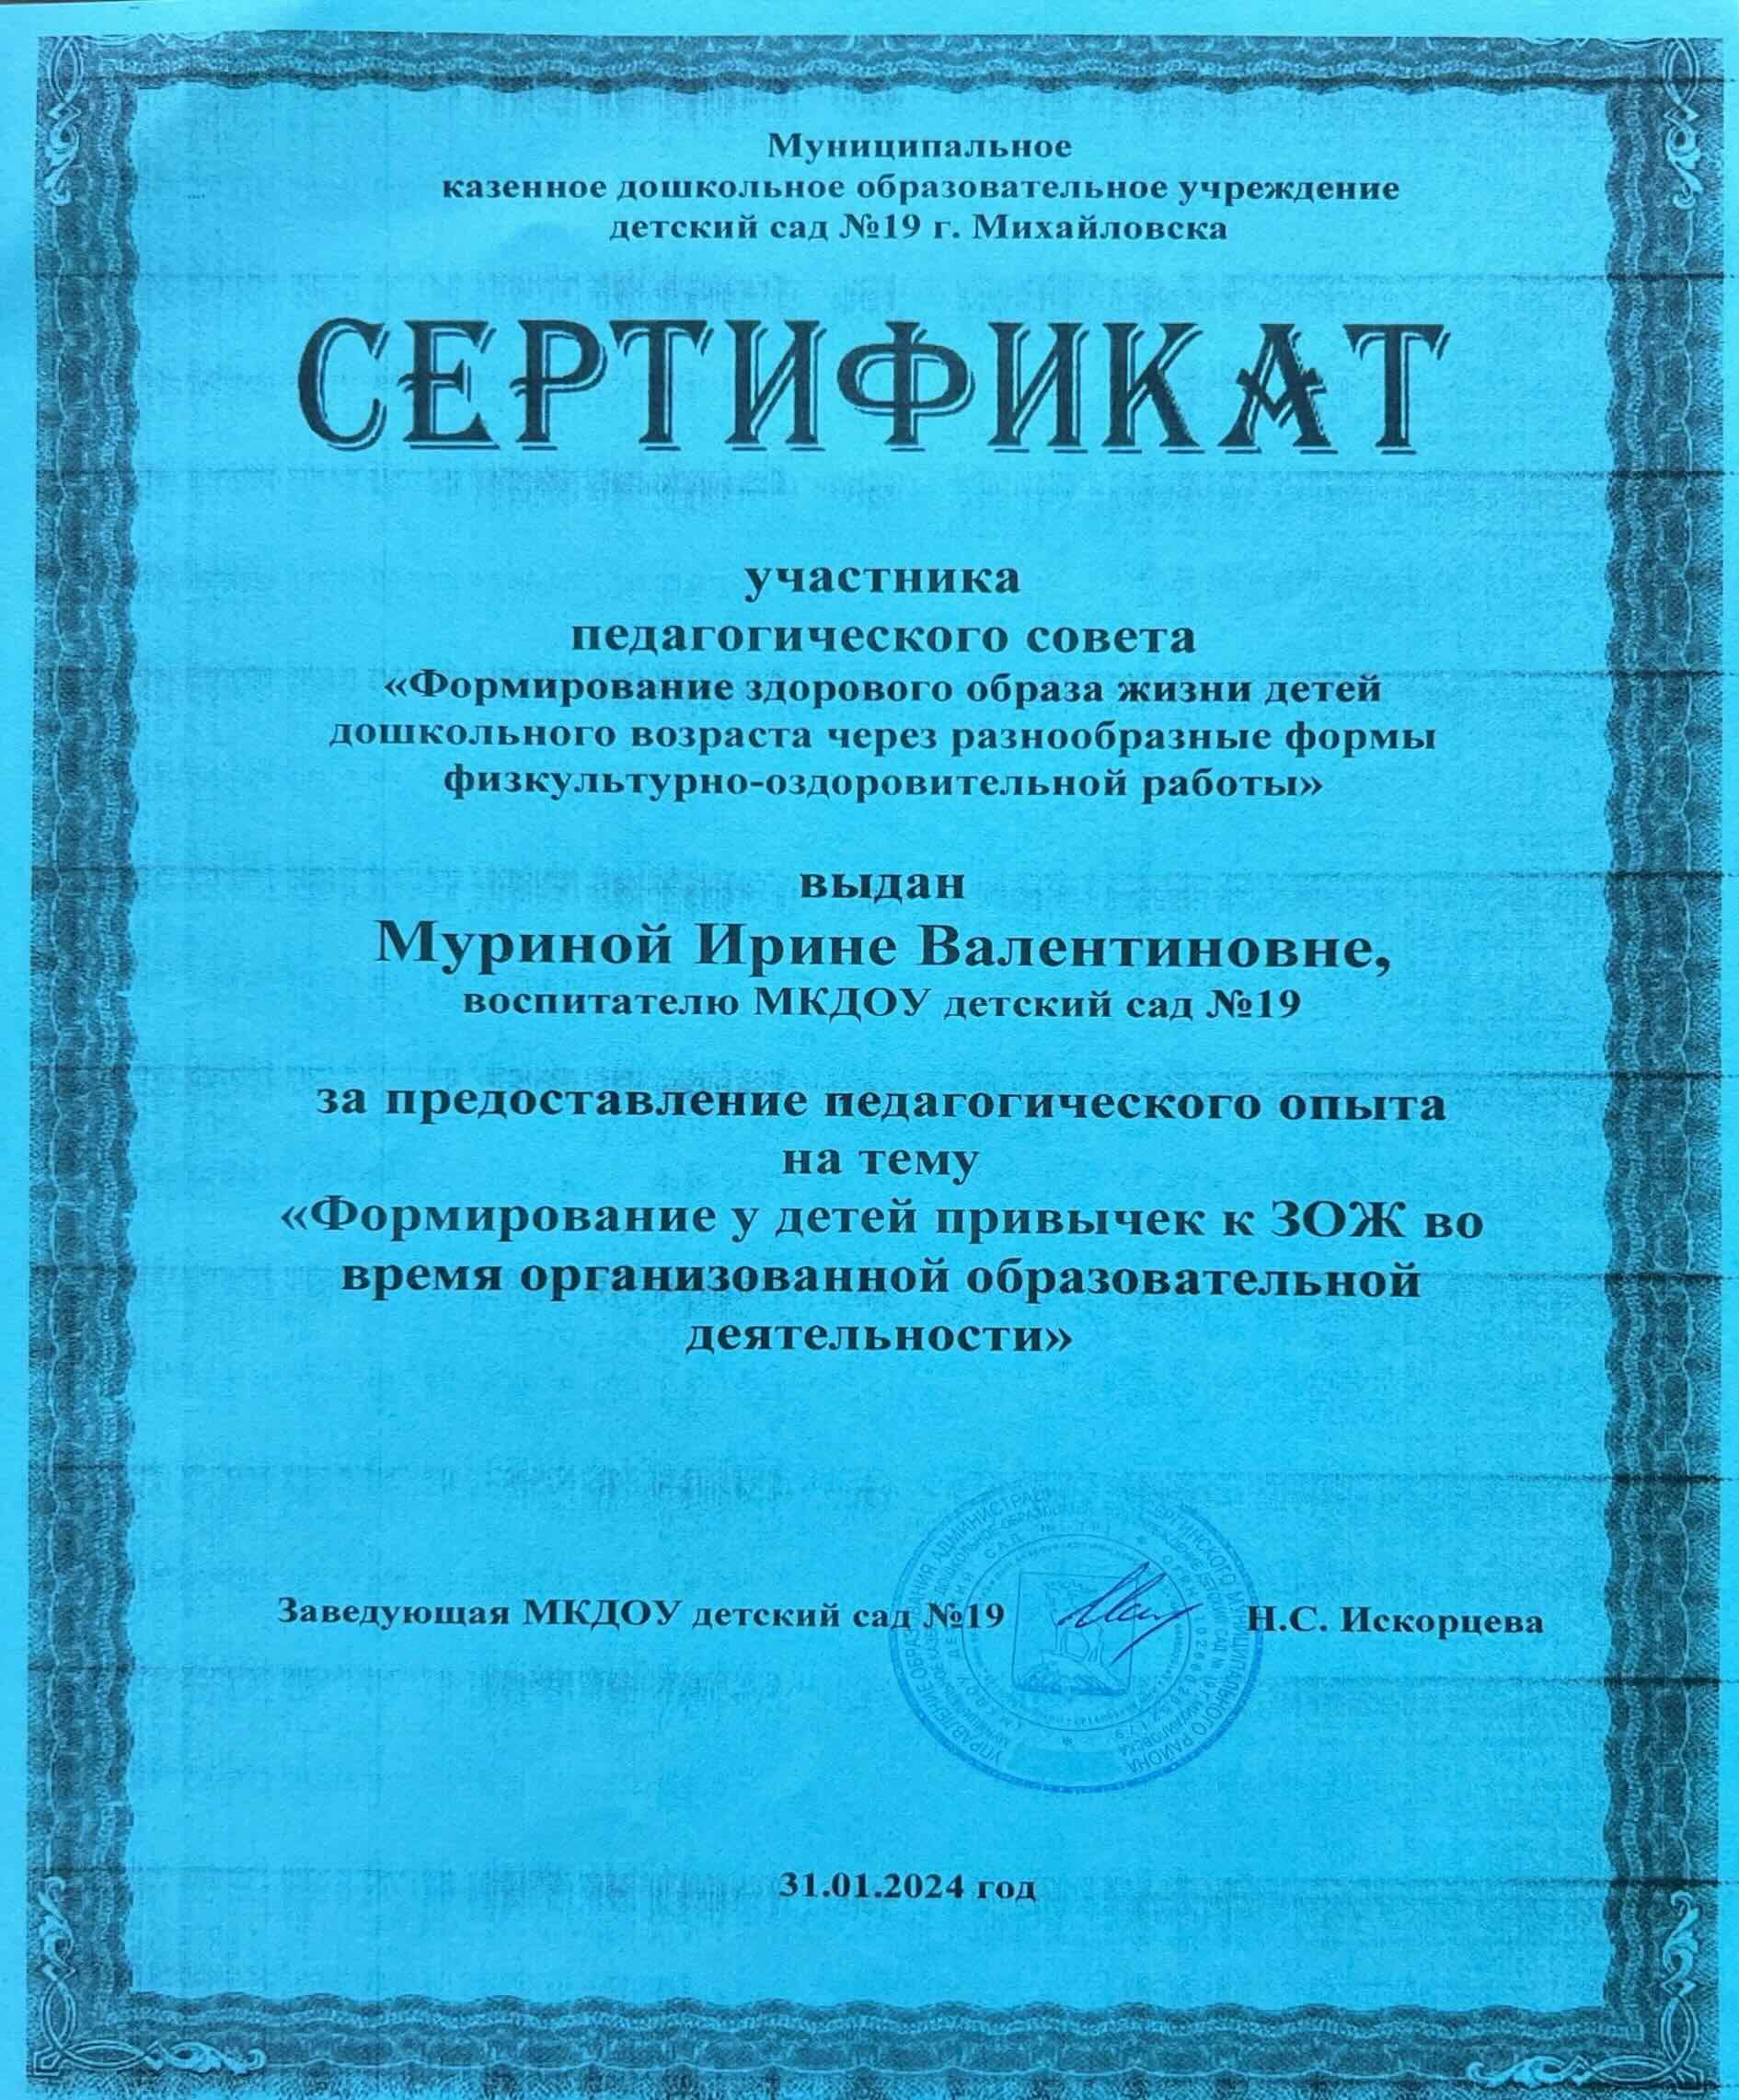 Муниципальное
казенное дошкольное образовательное учреждение
детский сад №19 г. Михайловска
СЕРТИФИКАТ
участника
педагогического совета
«Формирование здорового образа жизни детей
дошкольного возраста через разнообразные формы
физкультурно-оздоровительной работы»
выдан
Муриной Ирине Валентиновне,
воспитателю МКДОУ детский сад №19
за предоставление педагогического опыта
на тему
«Формирование у детей привычек к ЗОЖ во
время организованной образовательной
деятельности»
Заведующая МКДОУ детский сад №19 Н.С. Искорцева
31.01.2024 год